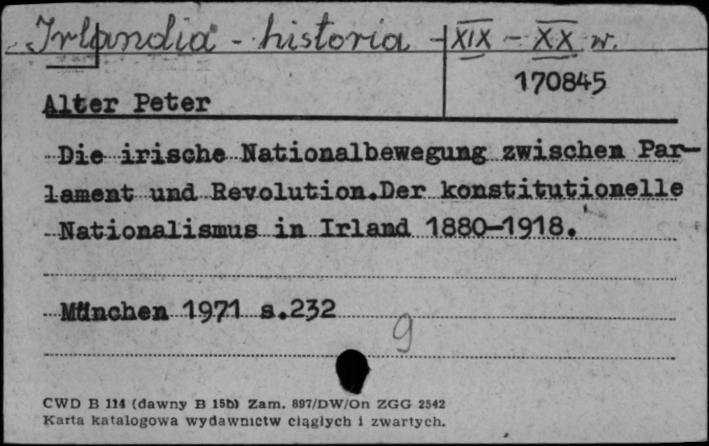 Irlandia - historia - XIX - XX w.
170845
Alter Peter
Die irische Nationalbewegung zwischen Par-
lament und Revolution.Der konstitutionelle
Nationalismus in Irland 1880-1918.
München 1971 s.232
9
CWD B 114 (dawny B 15b) Zam. 897/DW/On ZGG 2542
Karta katalogowa wydawnictw ciągłych i zwartych.